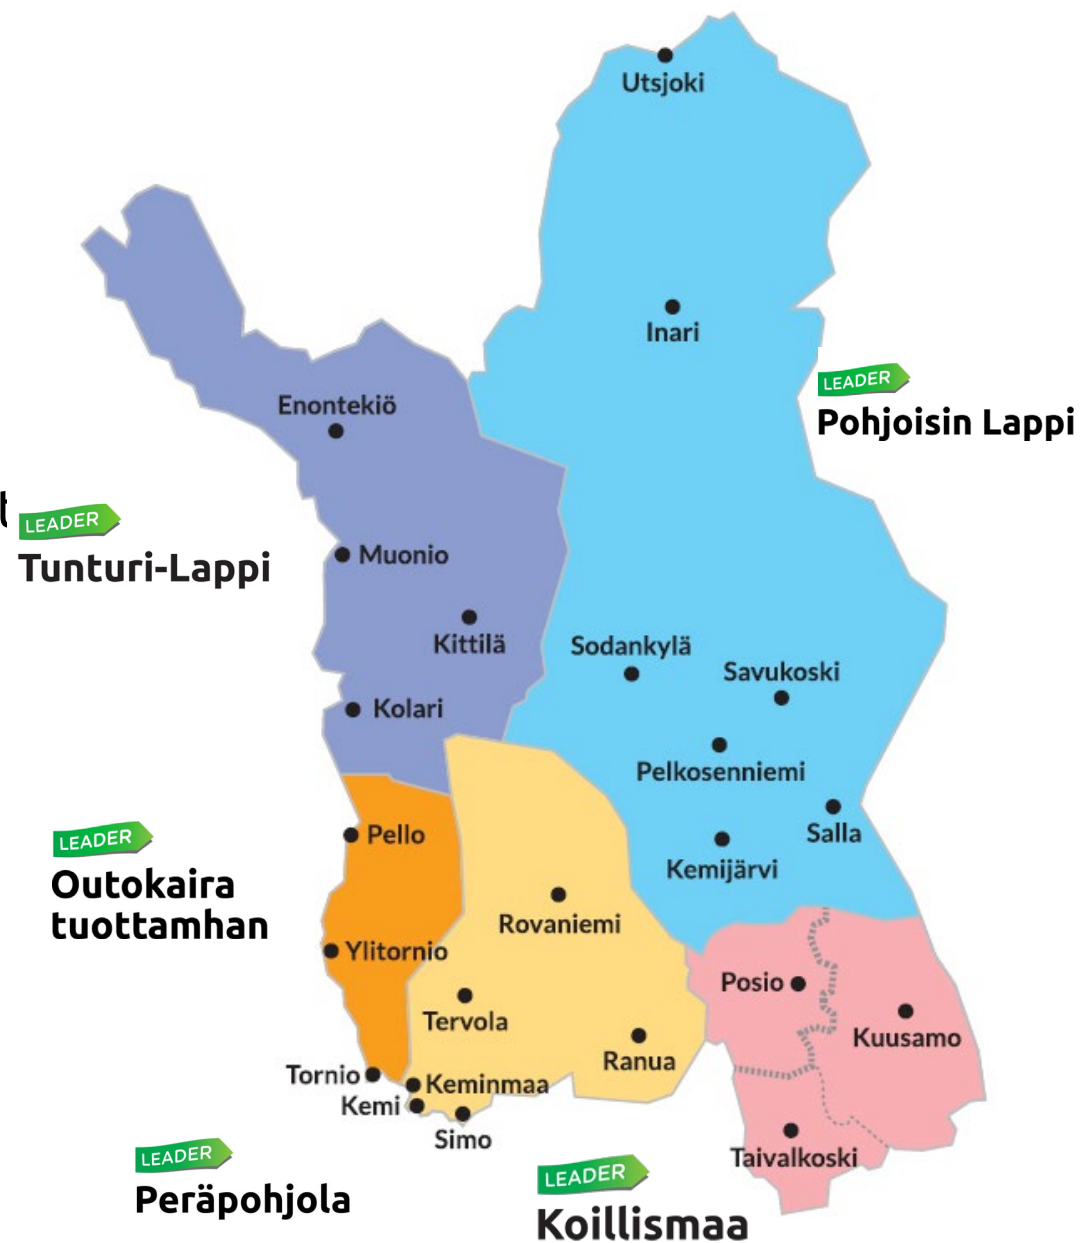 Utsjoki
Inari
LEADER
Pohjoisin Lappi
Enontekiö
t
LEADER
Tunturi-Lappi
Muonio
Kittilä
Sodankylä
Savukoski
Kolari
Pelkosenniemi
Salla
LEADER
Outokaira
tuottamhan
Pello
Kemijärvi
Rovaniemi
Ylitornio
Posio
Tervola
Kuusamo
Ranua
Tornio
Keminmaa
Kemi
Simo
Taivalkoski
LEADER
Peräpohjola
LEADER
Koillismaa